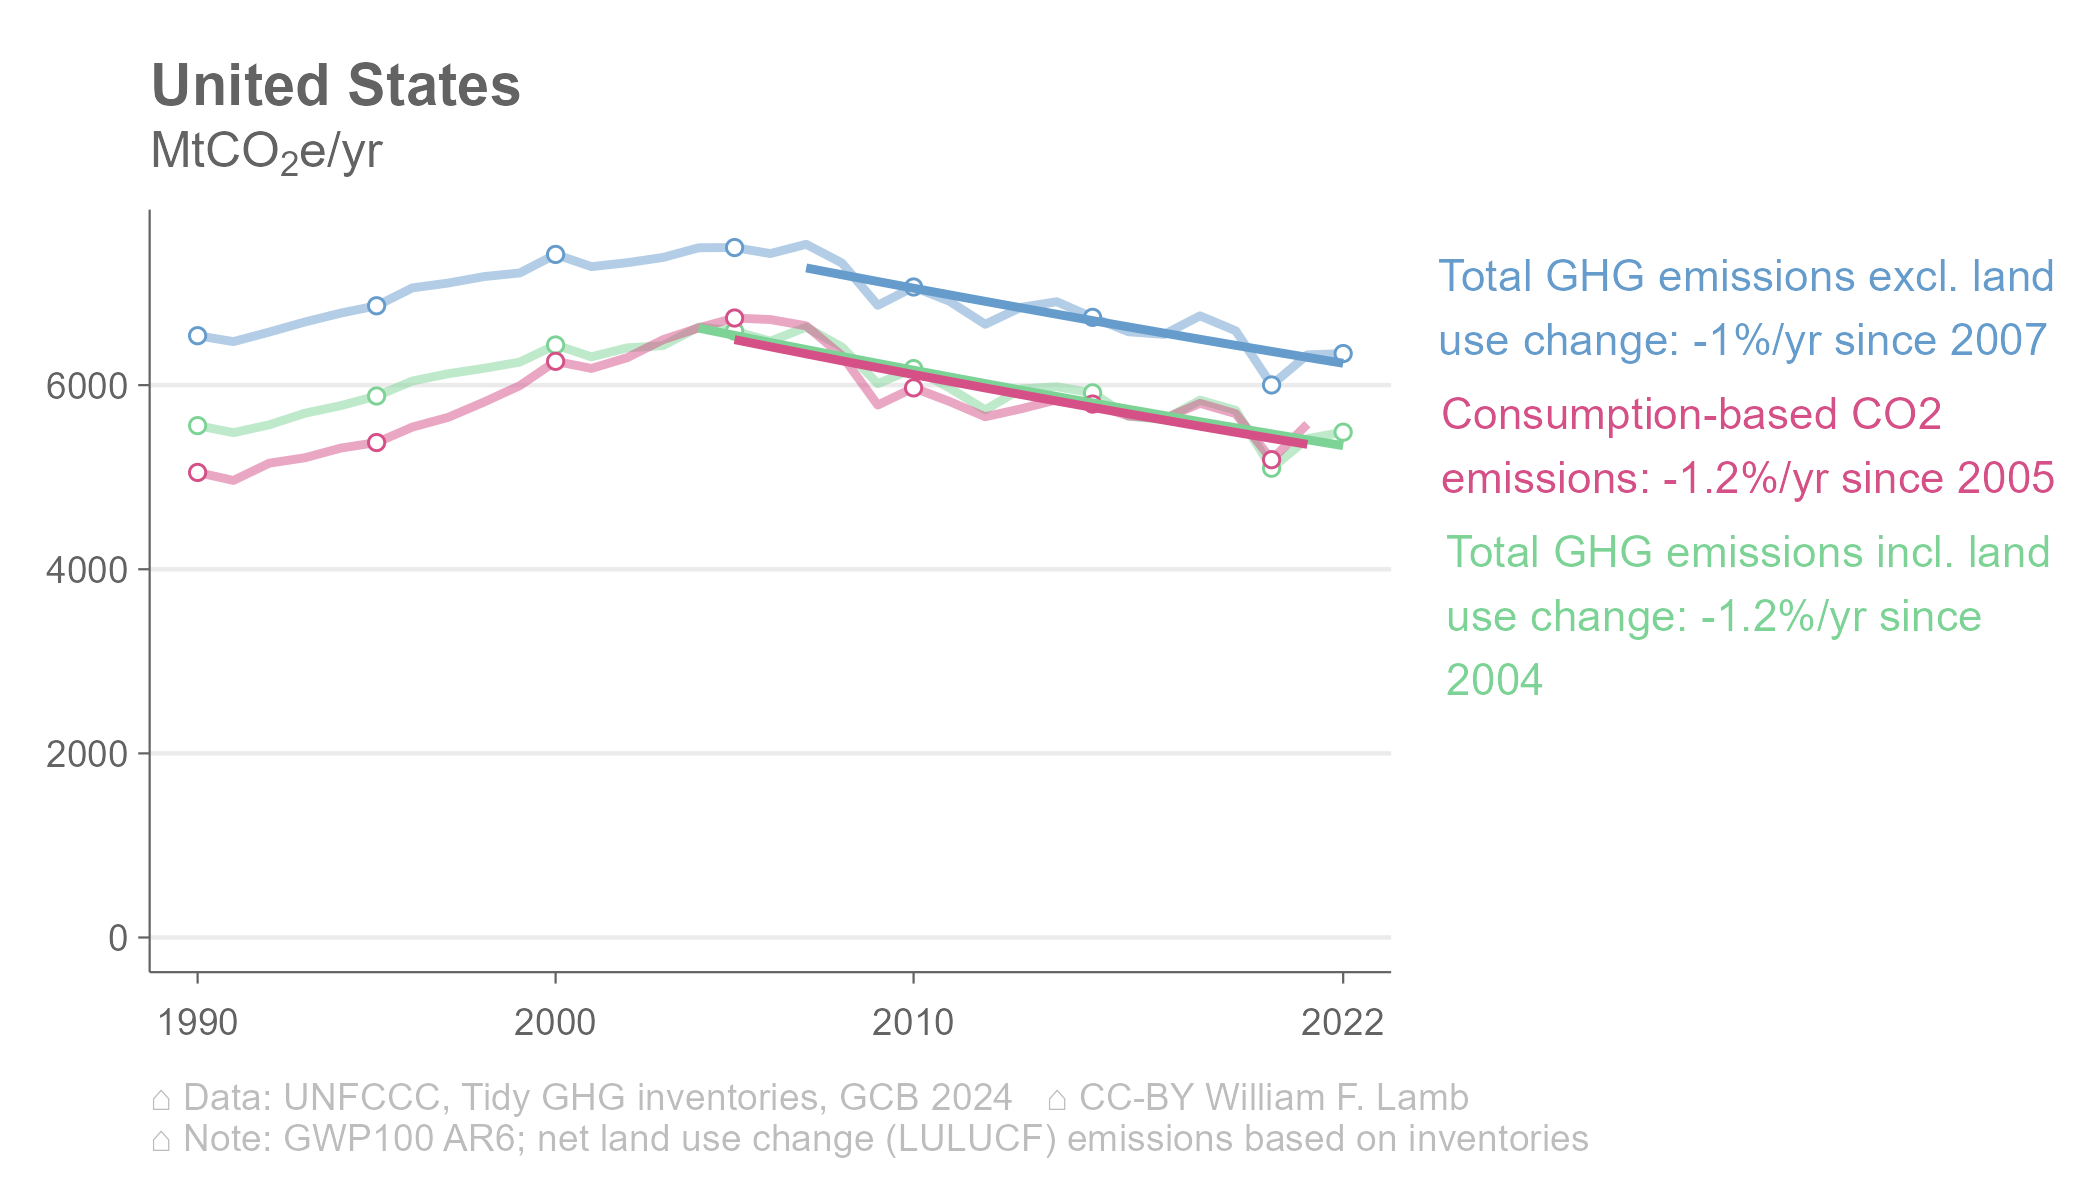 United States
MtCO₂e/yr
Total GHG emissions excl. land
use change: -1%/yr since 2007
Consumption-based CO2
emissions: -1.2%/yr since 2005
Total GHG emissions incl. land
use change: -1.2%/yr since
2004
6000
4000
2000
0
1990 2000 2010 2022
⌂ Data: UNFCCC, Tidy GHG inventories, GCB 2024 ⌂ CC-BY William F. Lamb
⌂ Note: GWP100 AR6; net land use change (LULUCF) emissions based on inventories